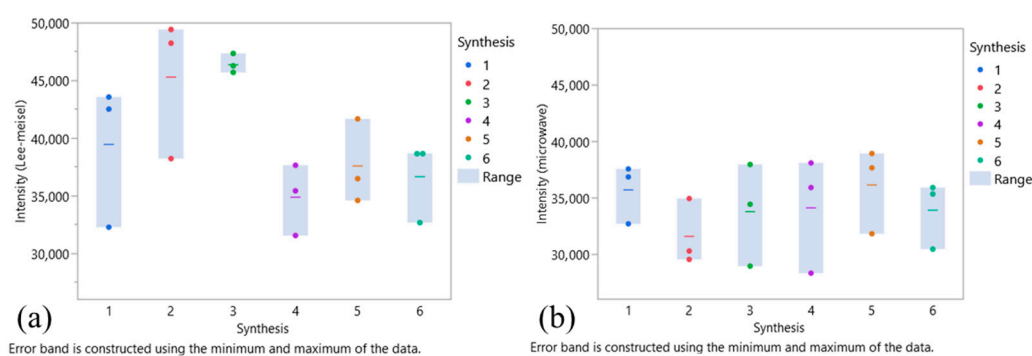 50,000
45,000
40,000
35,000
30,000
Intensity (Lee-meisel)
1 2 3 4 5 6
Synthesis
(a)
Synthesis
1
2
3
4
5
6
Range
Error band is constructed using the minimum and maximum of the data.
50,000
45,000
40,000
35,000
30,000
Intensity (microwave)
1 2 3 4 5 6
Synthesis
(b)
Synthesis
1
2
3
4
5
6
Range
Error band is constructed using the minimum and maximum of the data.